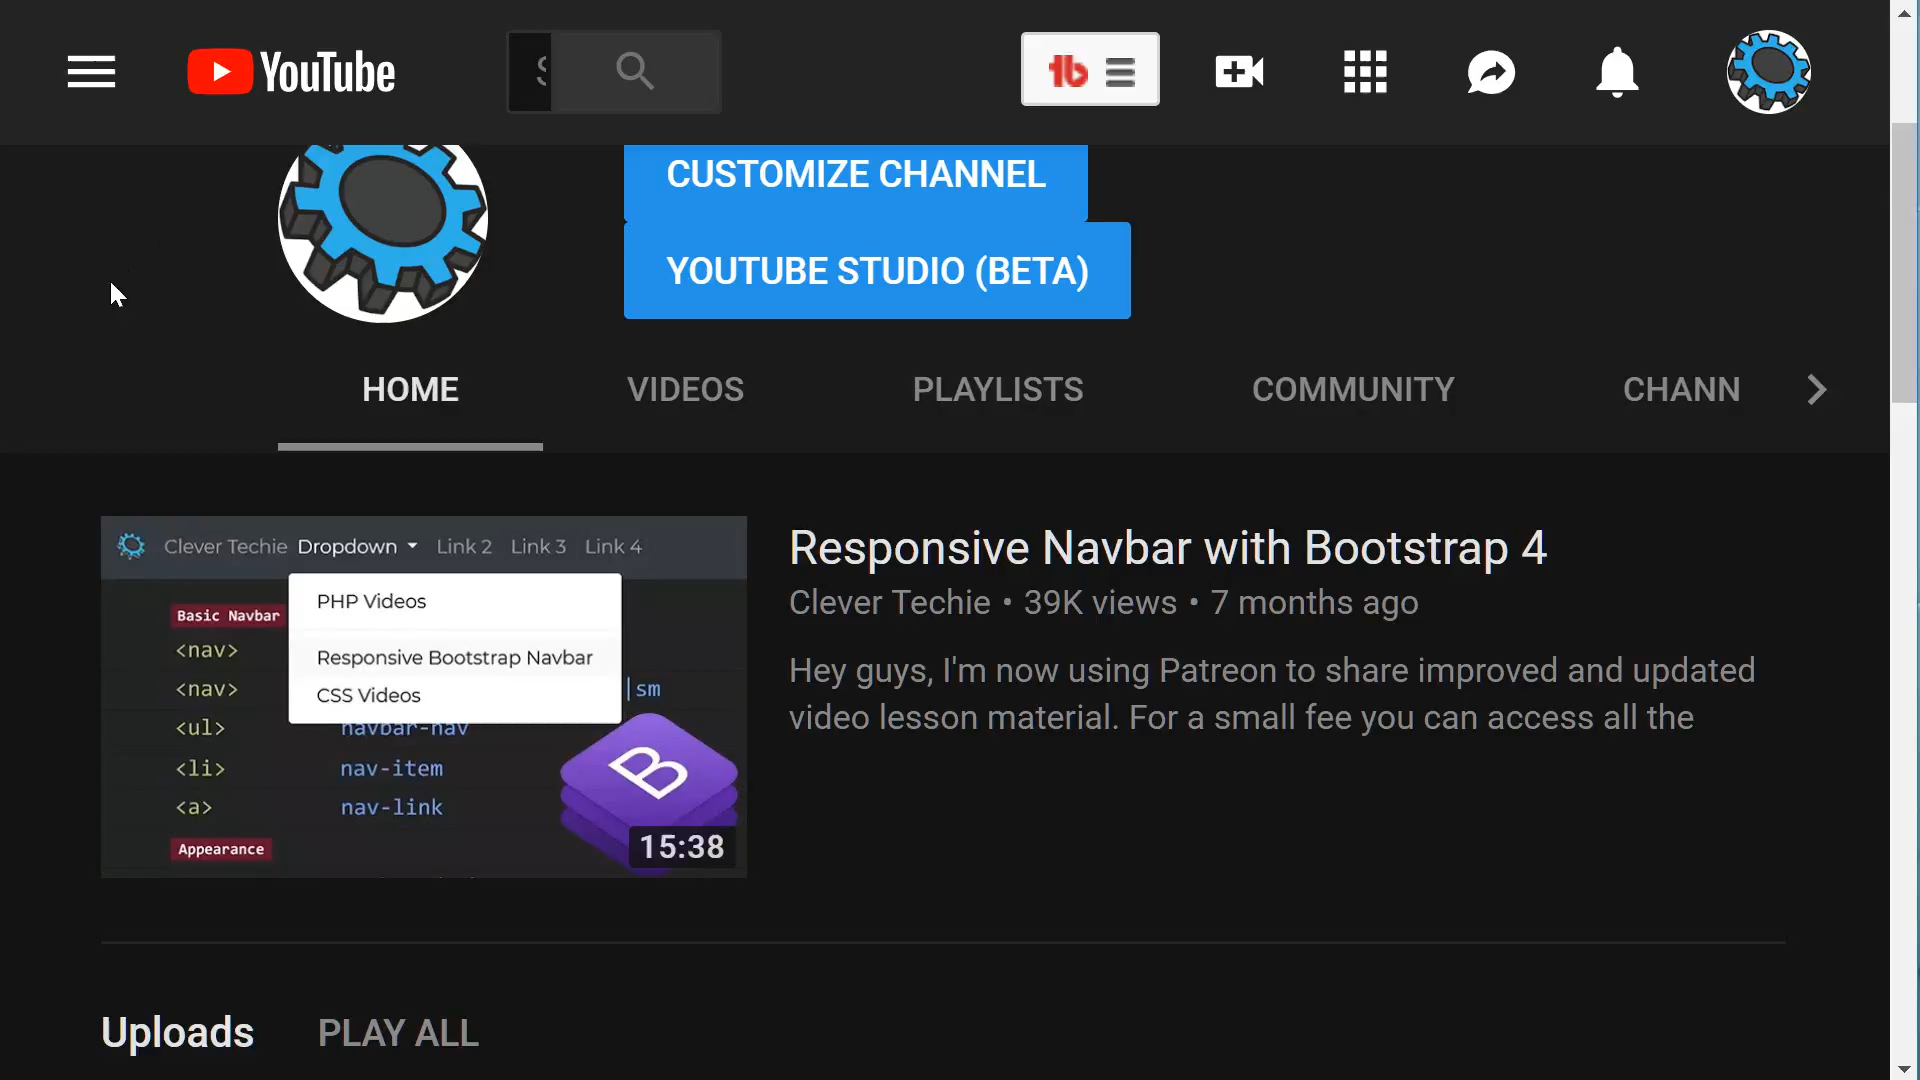 YouTube
S
tb
CUSTOMIZE CHANNEL
YOUTUBE STUDIO (BETA)
HOME VIDEOS PLAYLISTS COMMUNITY CHANN
Clever Techie Dropdown Link 2 Link 3 Link 4
PHP Videos
Basic Navbar
<nav>
Responsive Bootstrap Navbar
<nav> sm
CSS Videos
<ul> navbar-nav
<li> nav-item
B
<a> nav-link
15:38
Appearance
Responsive Navbar with Bootstrap 4
Clever Techie • 39K views • 7 months ago
Hey guys, I'm now using Patreon to share improved and updated
video lesson material. For a small fee you can access all the
Uploads PLAY ALL